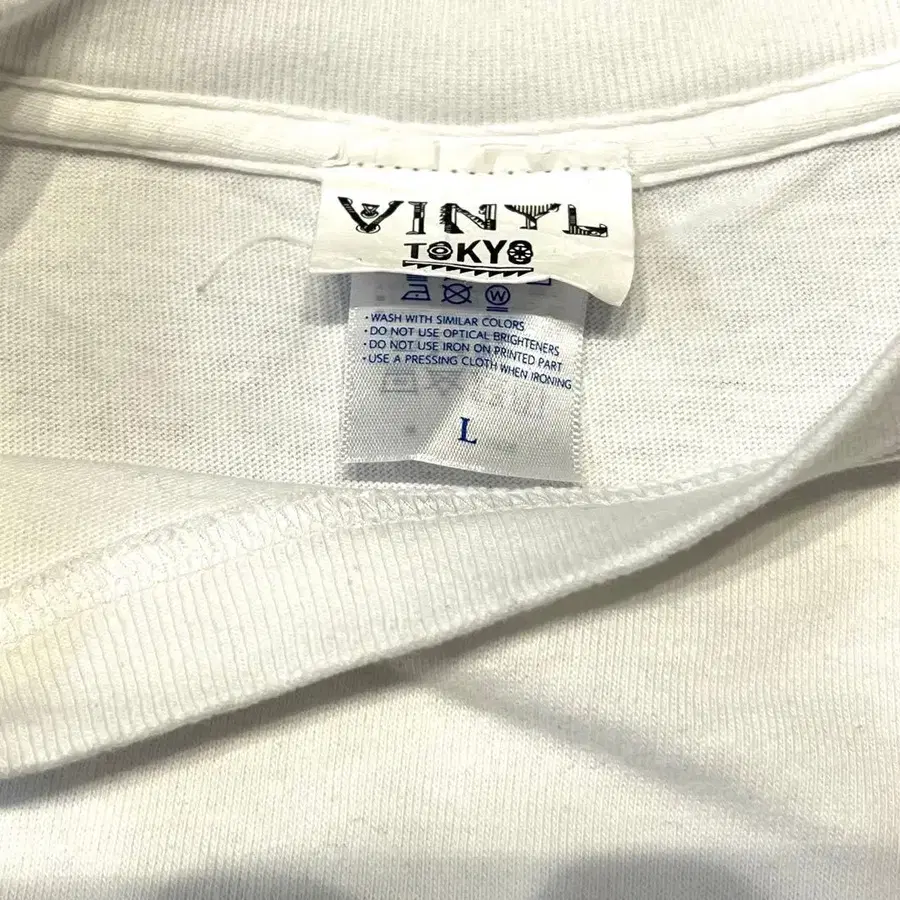 VINYL
TOKYO
W
• WASH WITH SIMILAR COLORS
• DO NOT USE OPTICAL BRIGHTENERS
• DO NOT USE IRON ON PRINTED PART
• USE A PRESSING CLOTH WHEN IRONING
L